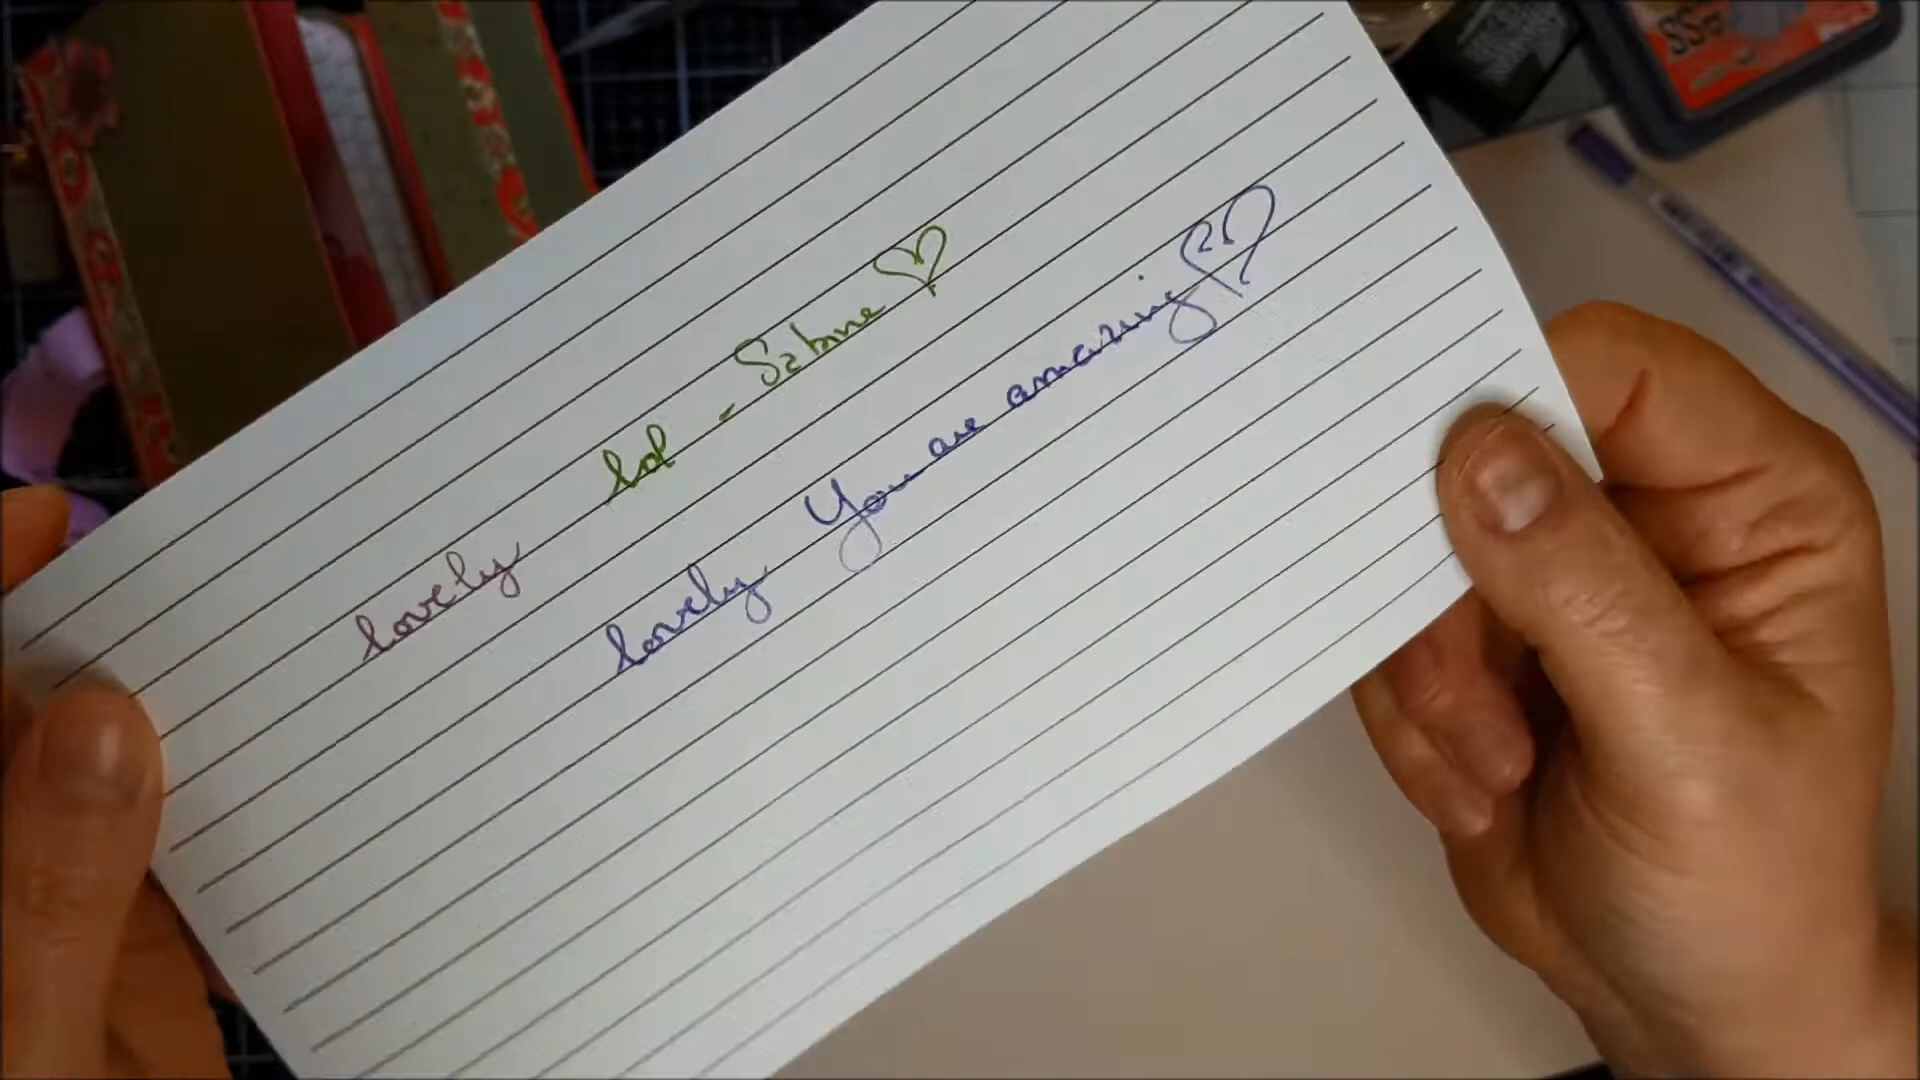 lovely lol - Sabine ♡
lovely You are amazing ♡